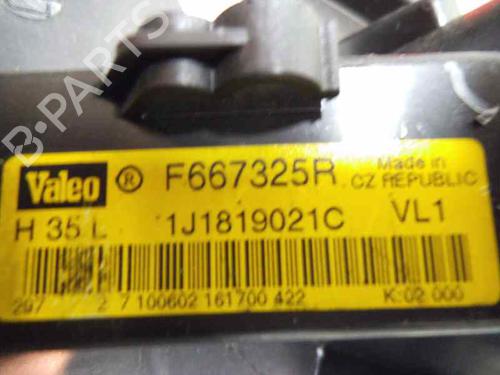 B-PARTS
Valeo ® F667325R Made in
CZ REPUBLIC
H 35 L 1J1819021C VL1
297 2 7 100602 161700 422 K:02 000